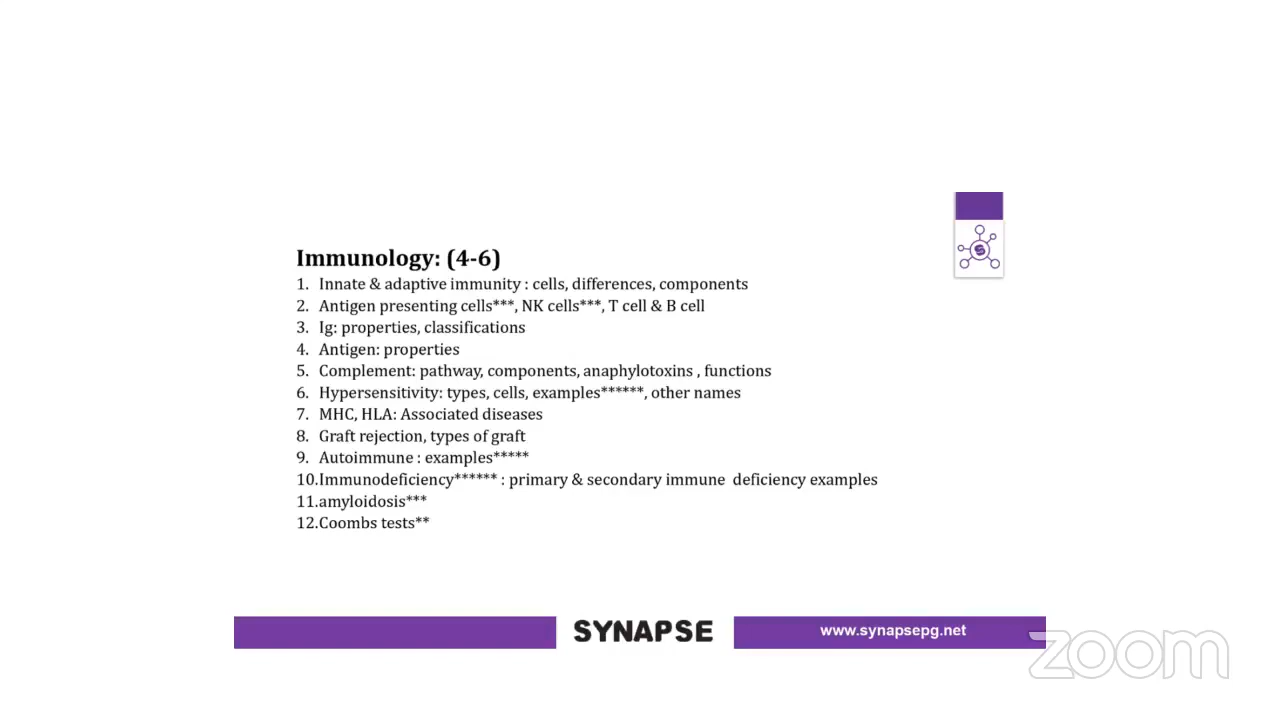 Immunology: (4-6)
1. Innate & adaptive immunity : cells, differences, components
2. Antigen presenting cells***, NK cells***, T cell & B cell
3. Ig: properties, classifications
4. Antigen: properties
5. Complement: pathway, components, anaphylotoxins , functions
6. Hypersensitivity: types, cells, examples******, other names
7. MHC, HLA: Associated diseases
8. Graft rejection, types of graft
9. Autoimmune : examples*****
10.Immunodeficiency****** : primary & secondary immune  deficiency examples
11.amyloidosis***
12.Coombs tests**
SYNAPSE
www.synapsepg.net
zoom